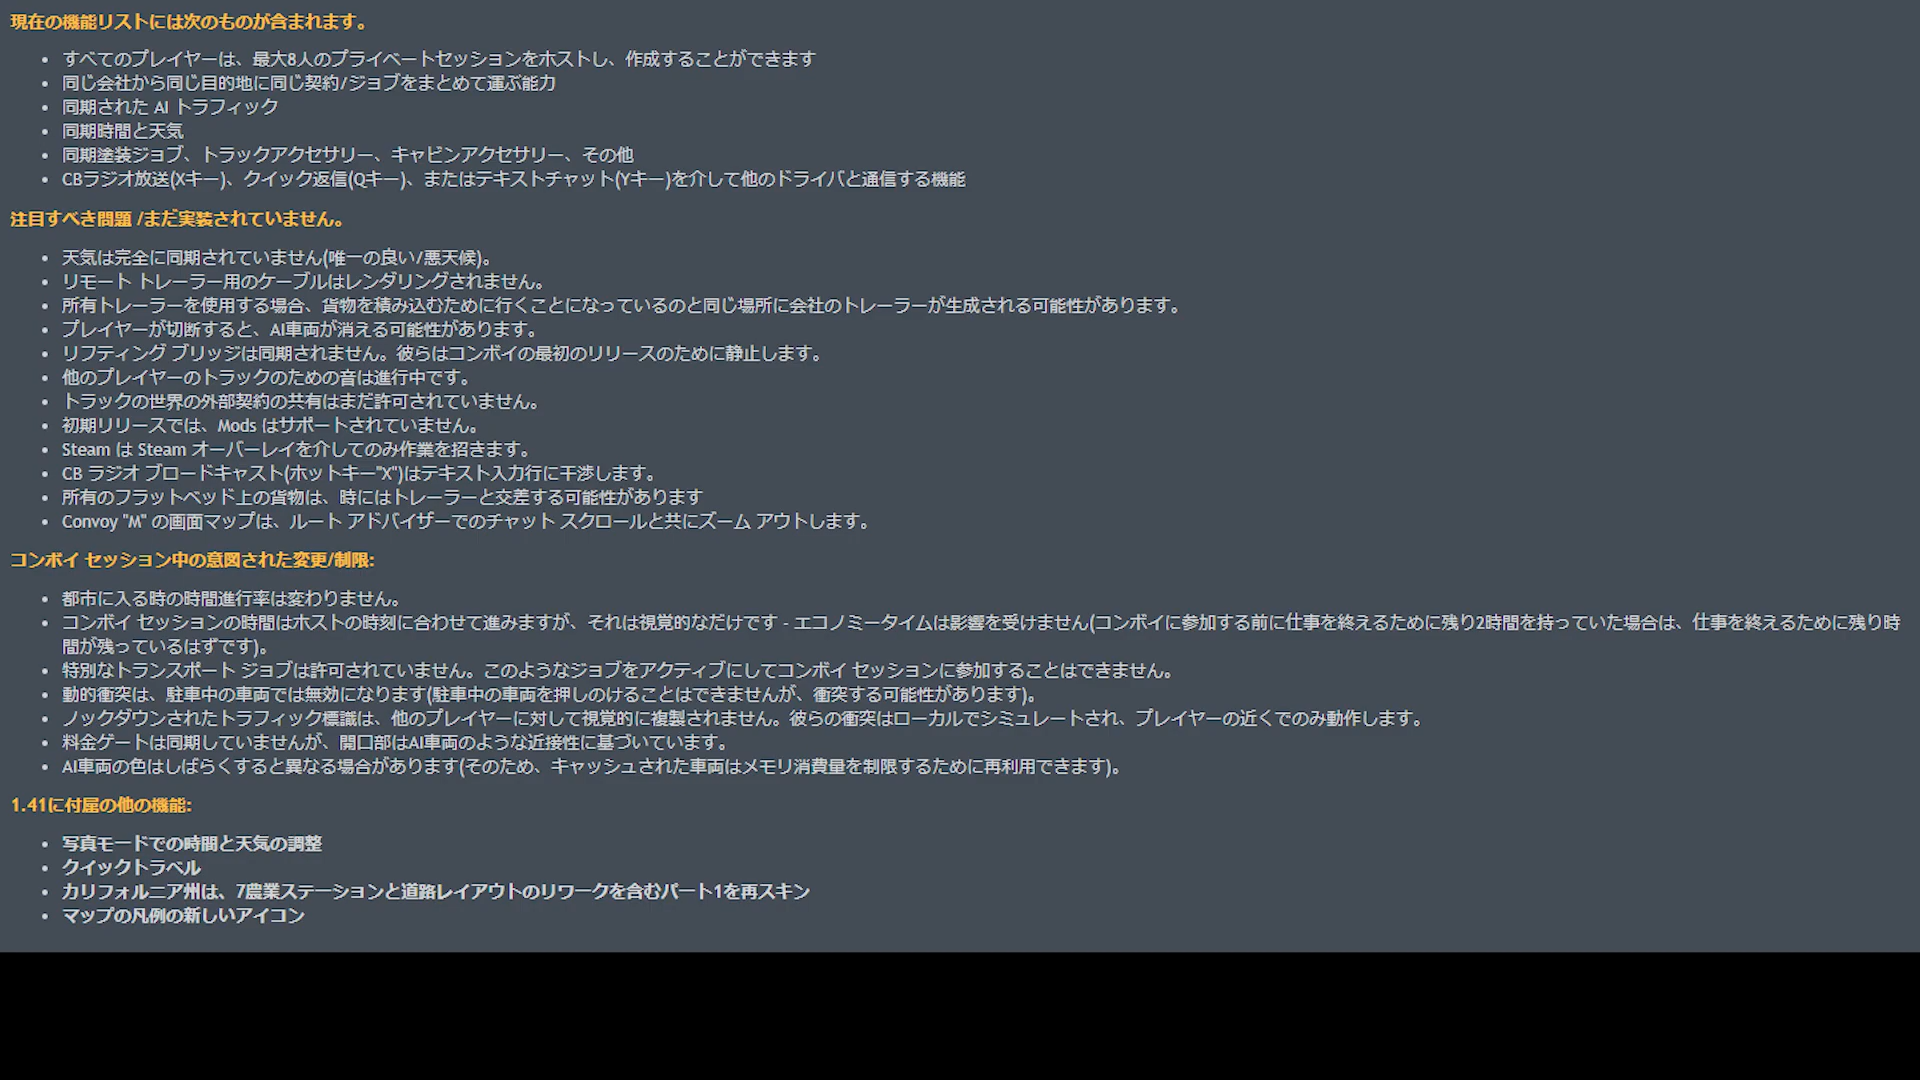 現在の機能リストには次のものが含まれます。
• すべてのプレイヤーは、最大8人のプライベートセッションをホストし、作成することができます
• 同じ会社から同じ目的地に同じ契約/ジョブをまとめて運ぶ能力
• 同期された AI トラフィック
• 同期時間と天気
• 同期塗装ジョブ、トラックアクセサリー、キャビンアクセサリー、その他
• CBラジオ放送(Xキー)、クイック返信(Qキー)、またはテキストチャット(Yキー)を介して他のドライバと通信する機能
注目すべき問題 /まだ実装されていません。
• 天気は完全に同期されていません(唯一の良い/悪天候)。
• リモート トレーラー用のケーブルはレンダリングされません。
• 所有トレーラーを使用する場合、貨物を積み込むために行くことになっているのと同じ場所に会社のトレーラーが生成される可能性があります。
• プレイヤーが切断すると、AI車両が消える可能性があります。
• リフティング ブリッジは同期されません。彼らはコンボイの最初のリリースのために静止します。
• 他のプレイヤーのトラックのための音は進行中です。
• トラックの世界の外部契約の共有はまだ許可されていません。
• 初期リリースでは、Mods はサポートされていません。
• Steam は Steam オーバーレイを介してのみ作業を招きます。
• CB ラジオ ブロードキャスト(ホットキー"X")はテキスト入力行に干渉します。
• 所有のフラットベッド上の貨物は、時にはトレーラーと交差する可能性があります
• Convoy "M" の画面マップは、ルート アドバイザーでのチャット スクロールと共にズーム アウトします。
コンボイ セッション中の意図された変更/制限:
• 都市に入る時の時間進行率は変わりません。
• コンボイ セッションの時間はホストの時刻に合わせて進みますが、それは視覚的なだけです - エコノミータイムは影響を受けません(コンボイに参加する前に仕事を終えるために残り2時間を持っていた場合は、仕事を終えるために残り時
間が残っているはずです)。
• 特別なトランスポート ジョブは許可されていません。このようなジョブをアクティブにしてコンボイ セッションに参加することはできません。
• 動的衝突は、駐車中の車両では無効になります(駐車中の車両を押しのけることはできませんが、衝突する可能性があります)。
• ノックダウンされたトラフィック標識は、他のプレイヤーに対して視覚的に複製されません。彼らの衝突はローカルでシミュレートされ、プレイヤーの近くでのみ動作します。
• 料金ゲートは同期していませんが、開口部はAI車両のような近接性に基づいています。
• AI車両の色はしばらくすると異なる場合があります(そのため、キャッシュされた車両はメモリ消費量を制限するために再利用できます)。
1.41に付属の他の機能:
• 写真モードでの時間と天気の調整
• クイックトラベル
• カリフォルニア州は、7農業ステーションと道路レイアウトのリワークを含むパート1を再スキン
• マップの凡例の新しいアイコン